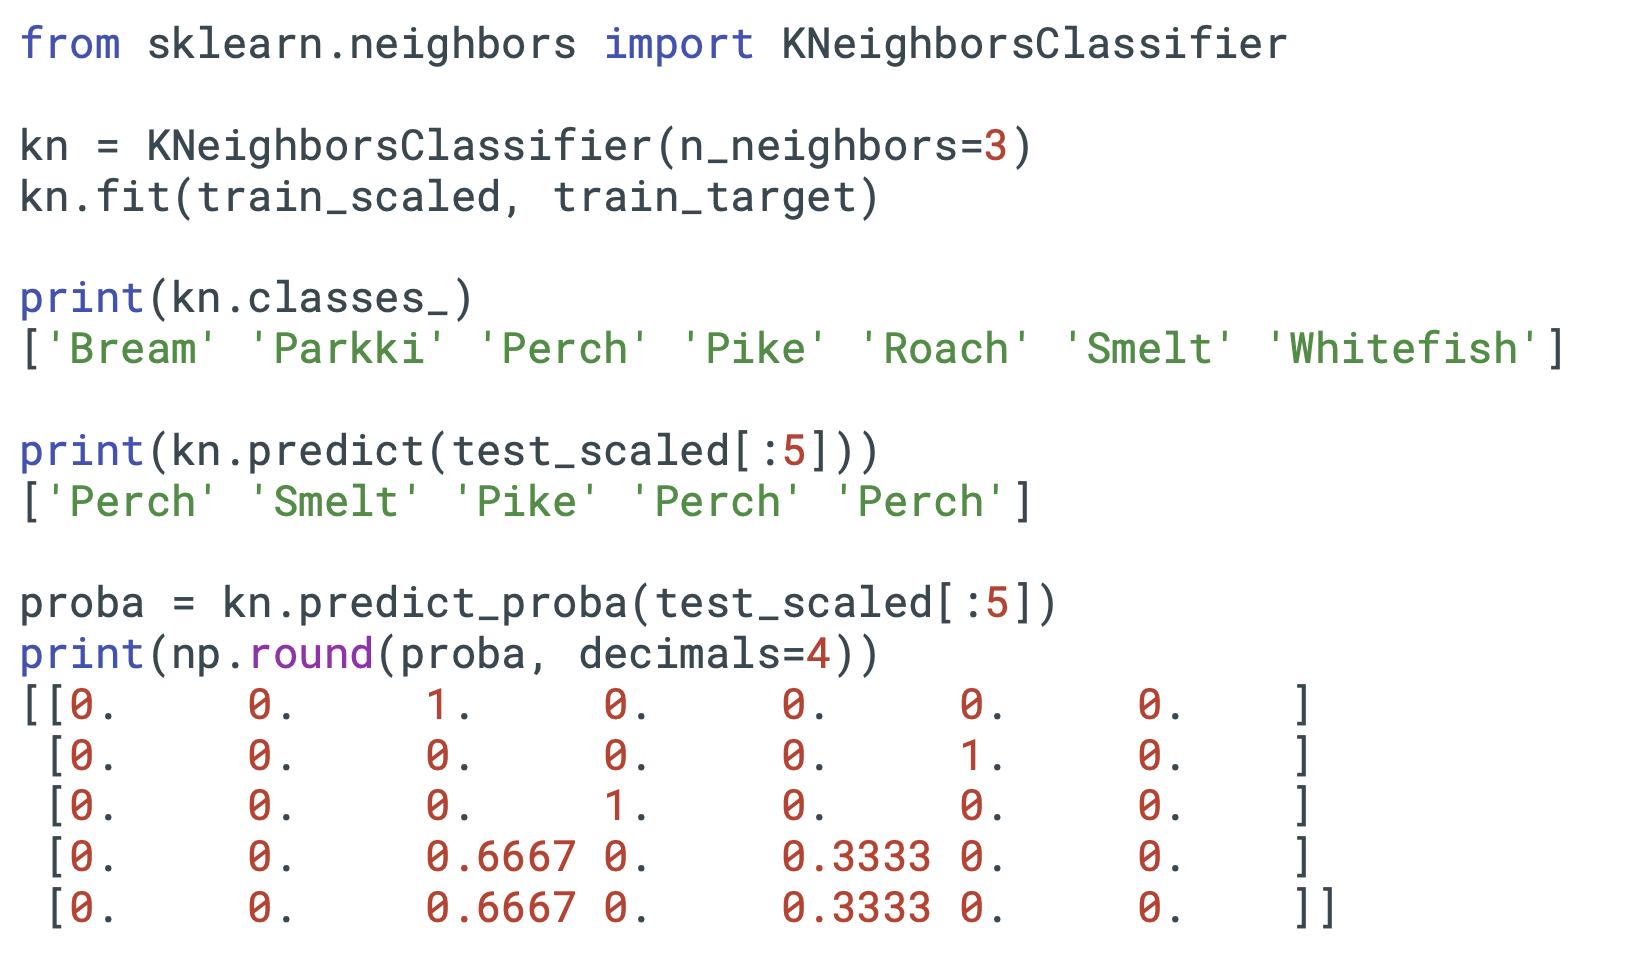 from sklearn.neighbors import KNeighborsClassifier
kn = KNeighborsClassifier(n_neighbors=3)
kn.fit(train_scaled, train_target)
print(kn.classes_)
['Bream' 'Parkki' 'Perch' 'Pike' 'Roach' 'Smelt' 'Whitefish']
print(kn.predict(test_scaled[:5]))
['Perch' 'Smelt' 'Pike' 'Perch' 'Perch']
proba = kn.predict_proba(test_scaled[:5])
print(np.round(proba, decimals=4))
[[0.     0.     1.     0.     0.     0.     0.    ]
 [0.     0.     0.     0.     0.     1.     0.    ]
 [0.     0.     0.     1.     0.     0.     0.    ]
 [0.     0.     0.6667 0.     0.3333 0.     0.    ]
 [0.     0.     0.6667 0.     0.3333 0.     0.    ]]